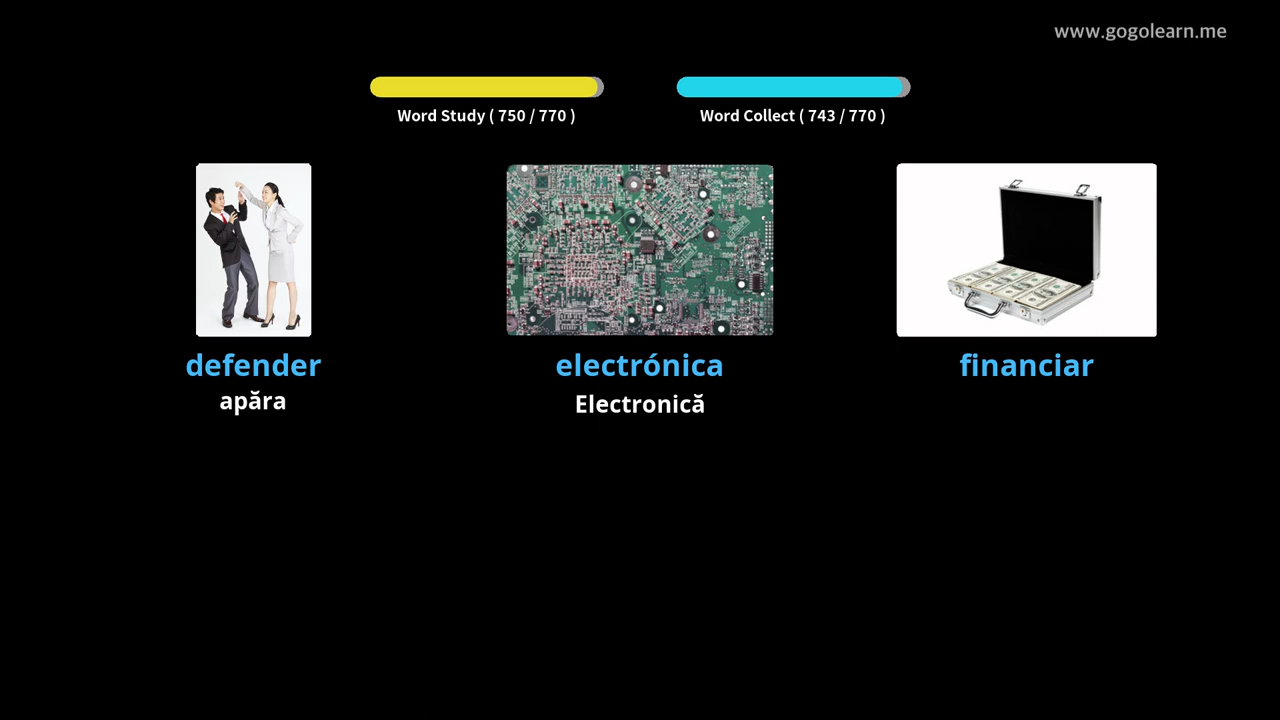 www.gogolearn.me
Word Study ( 750 / 770 )
Word Collect ( 743 / 770 )
defender
apăra
electrónica
Electronică
financiar